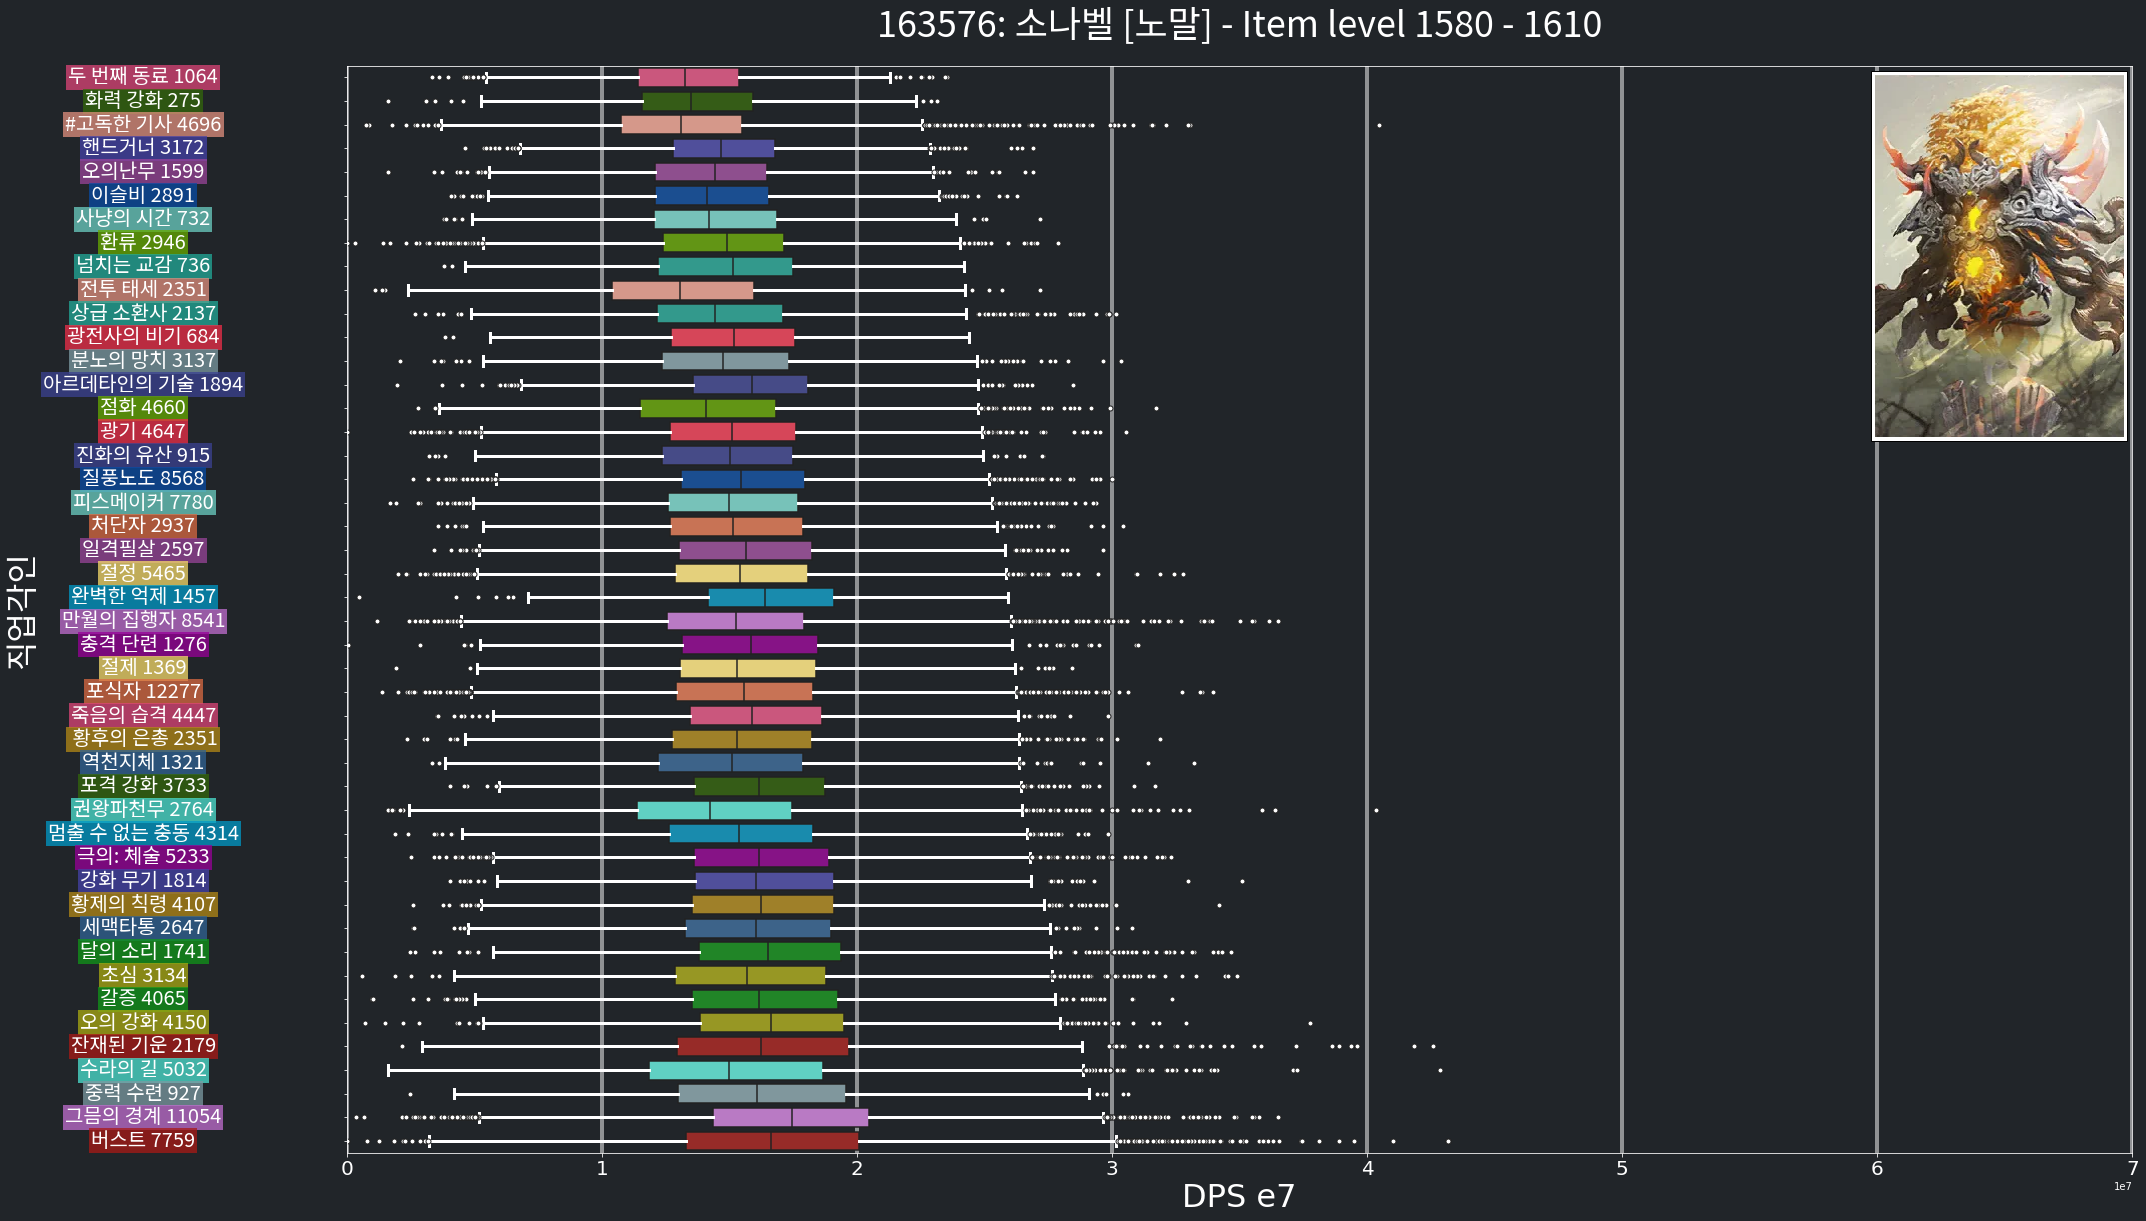 163576: 소나벨 [노말] - Item level 1580 - 1610
두 번째 동료 1064
화력 강화 275
#고독한 기사 4696
핸드거너 3172
오의난무 1599
이슬비 2891
사냥의 시간 732
환류 2946
넘치는 교감 736
전투 태세 2351
상급 소환사 2137
광전사의 비기 684
분노의 망치 3137
아르데타인의 기술 1894
점화 4660
광기 4647
진화의 유산 915
질풍노도 8568
피스메이커 7780
처단자 2937
일격필살 2597
절정 5465
완벽한 억제 1457
만월의 집행자 8541
충격 단련 1276
절제 1369
포식자 12277
죽음의 습격 4447
황후의 은총 2351
역천지체 1321
포격 강화 3733
권왕파천무 2764
멈출 수 없는 충동 4314
극의: 체술 5233
강화 무기 1814
황제의 칙령 4107
세맥타통 2647
달의 소리 1741
초심 3134
갈증 4065
오의 강화 4150
잔재된 기운 2179
수라의 길 5032
중력 수련 927
그믐의 경계 11054
버스트 7759
직업각인
0 1 2 3 4 5 6 7
1e7
DPS e7